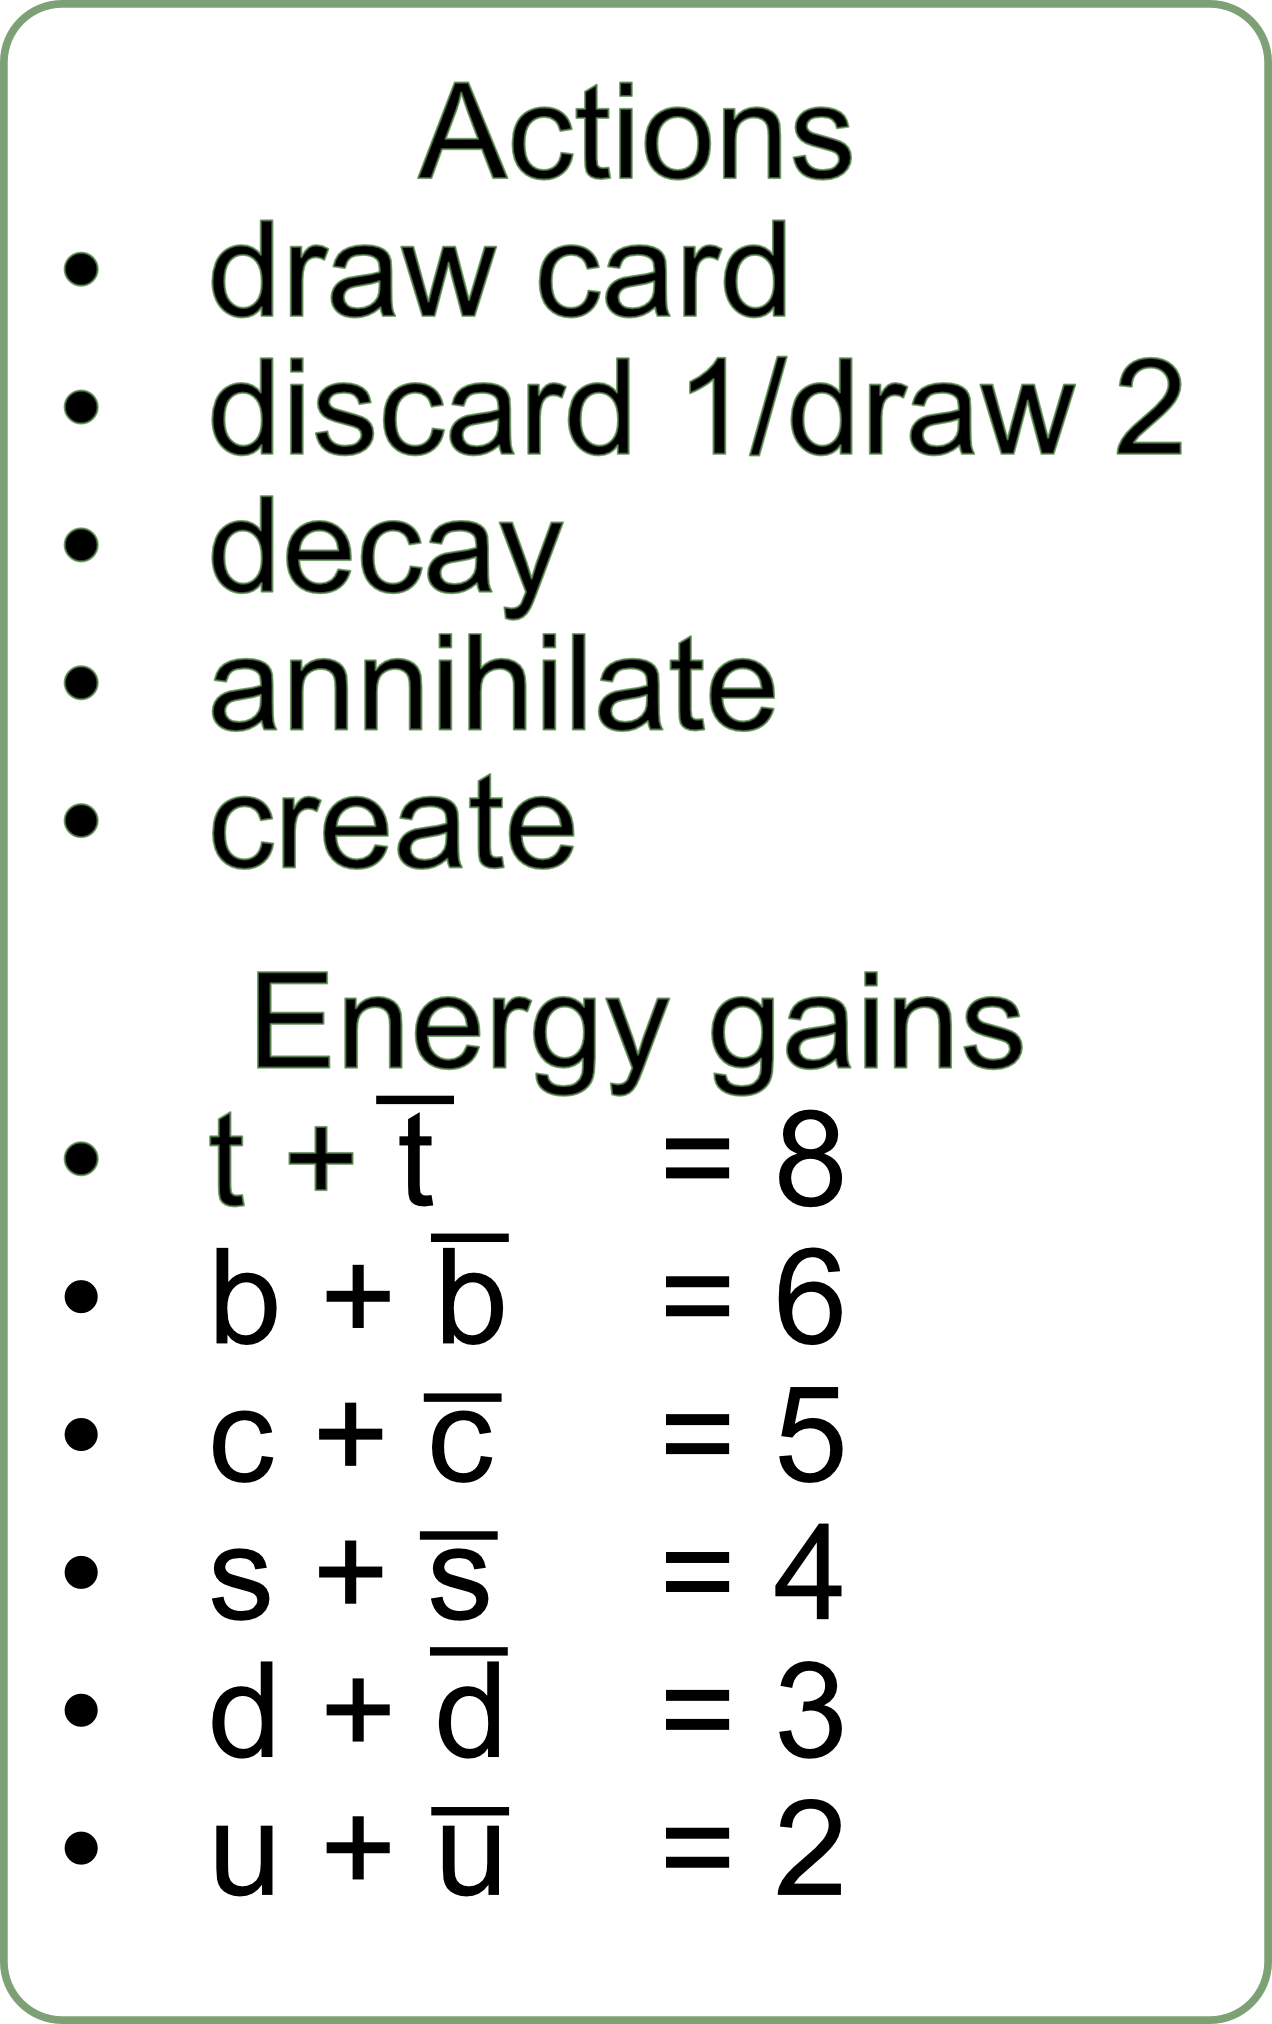 Actions
• draw card
• discard 1/draw 2
• decay
• annihilate
• create
Energy gains
• t + t̅ = 8
• b + b̅ = 6
• c + c̅ = 5
• s + s̅ = 4
• d + d̅ = 3
• u + u̅ = 2